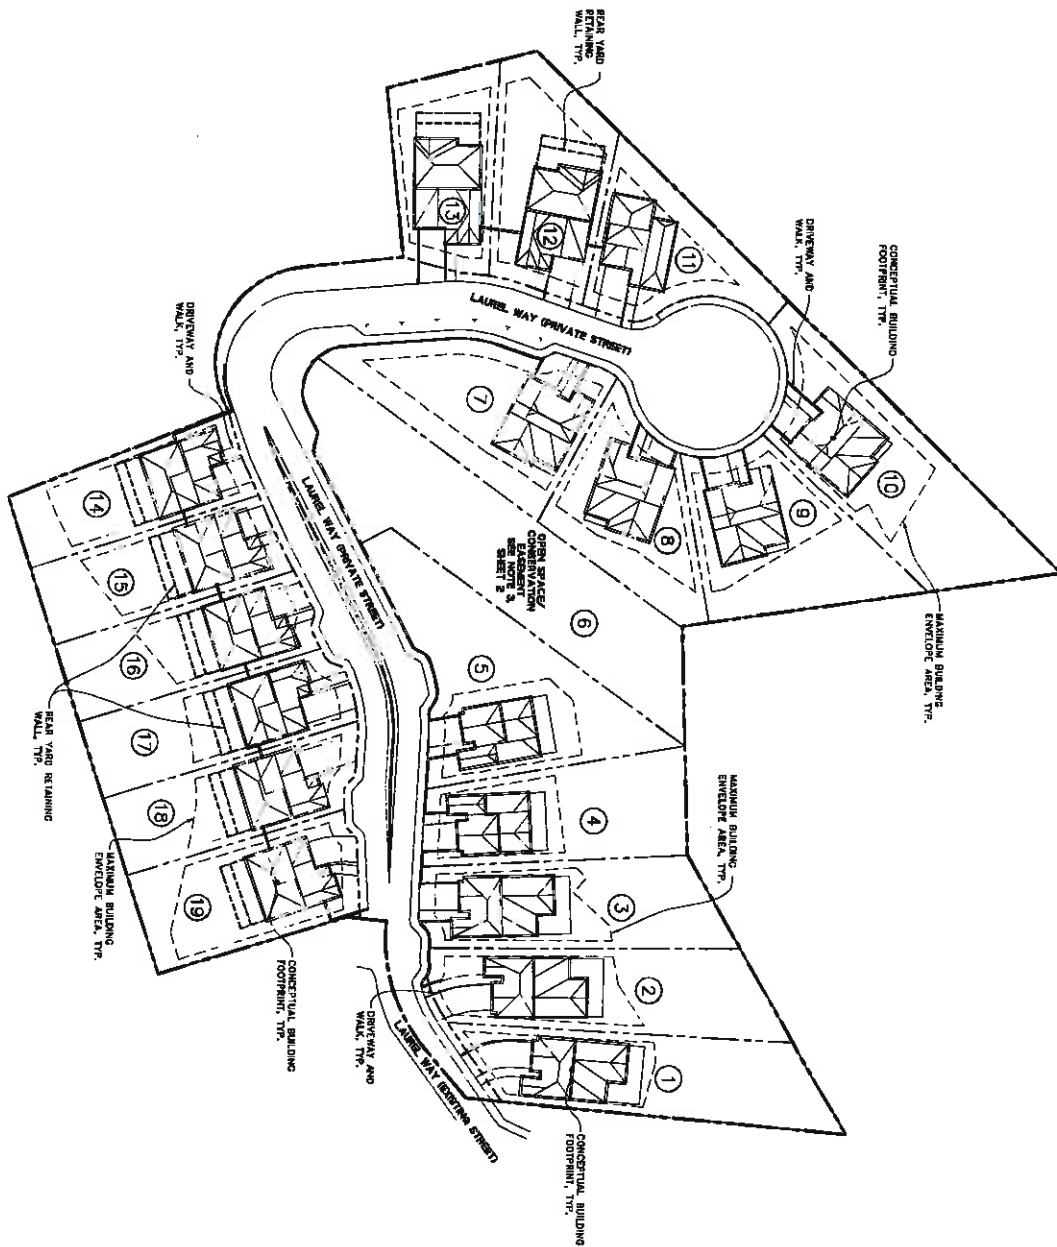 REAR YARD
RETAINING
WALL, TYP.
13
12
11
DRIVEWAY AND
WALK, TYP.
CONCEPTUAL BUILDING
FOOTPRINT, TYP.
LAUREL WAY (PRIVATE STREET)
DRIVEWAY AND
WALK, TYP.
7
8
9
10
MAXIMUM BUILDING
ENVELOPE AREA, TYP.
OPEN SPACE/
CONSERVATION
EASEMENT
SEE NOTE 3,
SHEET 2
6
LAUREL WAY (PRIVATE STREET)
14
15
16
17
18
19
REAR YARD RETAINING
WALL, TYP.
MAXIMUM BUILDING
ENVELOPE AREA, TYP.
CONCEPTUAL BUILDING
FOOTPRINT, TYP.
5
4
3
2
1
MAXIMUM BUILDING
ENVELOPE AREA, TYP.
DRIVEWAY AND
WALK, TYP.
LAUREL WAY (EXISTING STREET)
CONCEPTUAL BUILDING
FOOTPRINT, TYP.